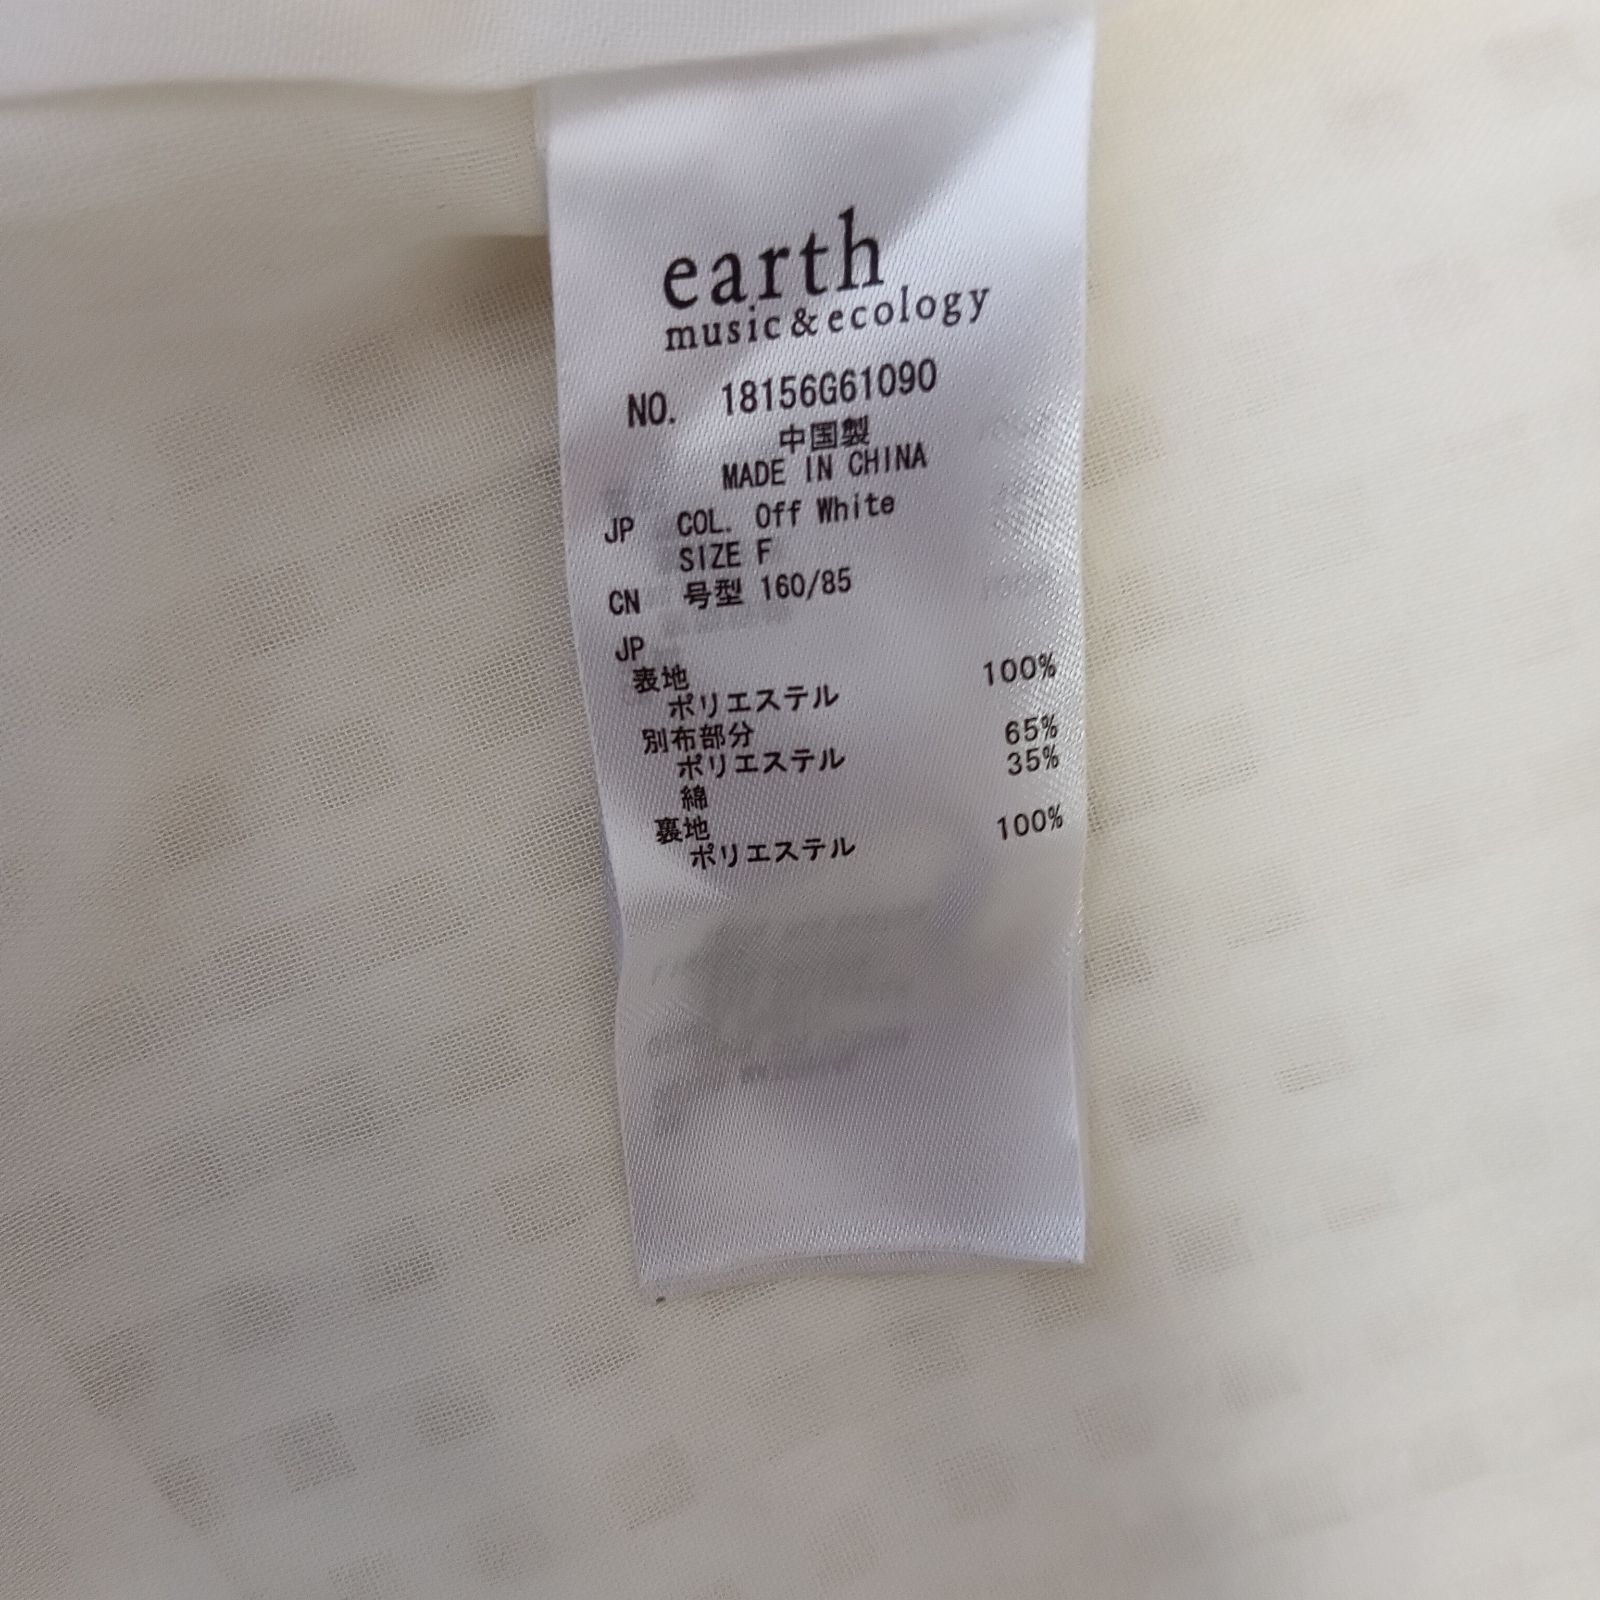 earth
music&ecology
NO. 18156G61090
中国製
MADE IN CHINA
JP COL. Off White
SIZE F
CN 号型 160/85
JP
表地
ポリエステル 100%
別布部分
ポリエステル 65%
綿 35%
裏地
ポリエステル 100%